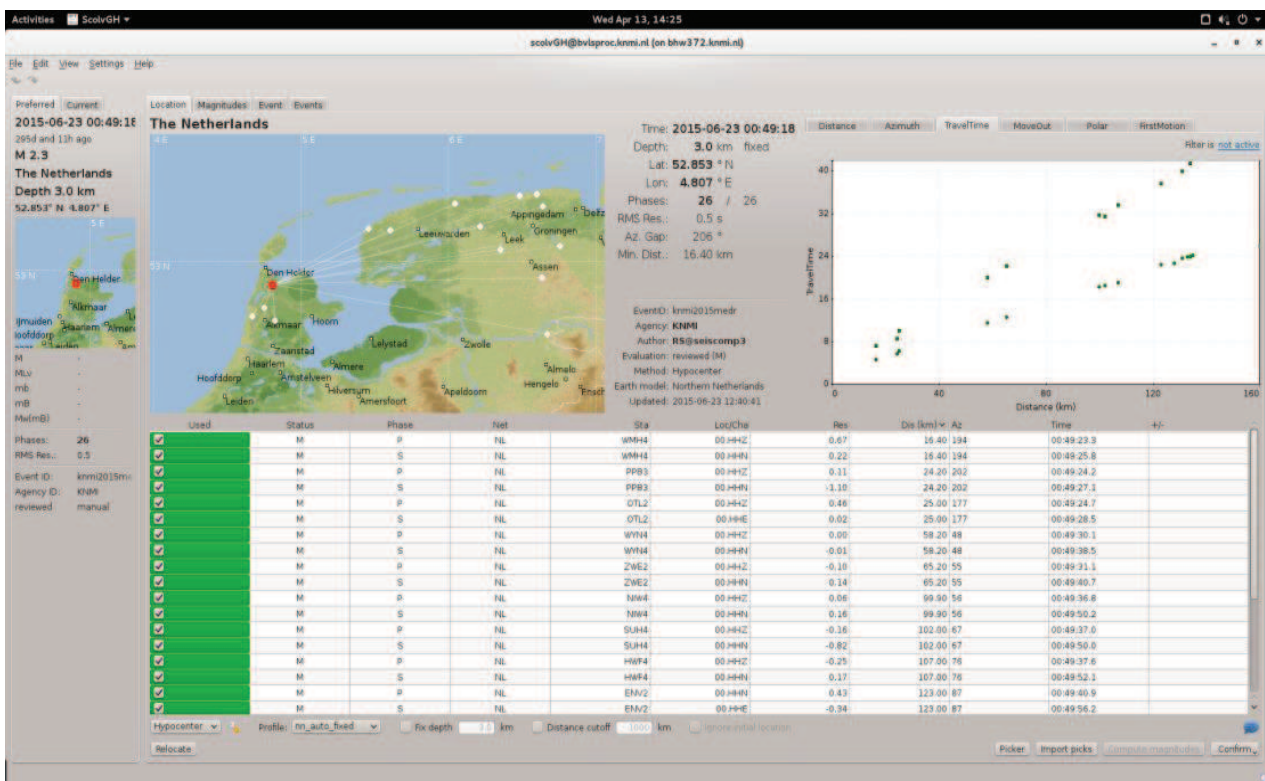 Activities ScolvGH Wed Apr 13, 14:25
scolvGH@bvlsproc.knmi.nl (on bhw372.knmi.nl)
File Edit View Settings Help
Preferred Current
2015-06-23 00:49:18
295d and 11h ago
M 2.3
The Netherlands
Depth 3.0 km
52.853° N 4.807° E
5 E
53 N
Den Helder
Alkmaar
Haarlem
M -
MLv -
mb -
mB -
Mw(mB) -
Phases: 26
RMS Res.: 0.5
Event ID: knmi2015me
Agency ID: KNMI
reviewed manual
Location Magnitudes Event Events
The Netherlands
4 E 5 E 6 E 7
53 N
Appingedam
Groningen
Leeuwarden
Leek
Assen
Den Helder
Alkmaar
Hoorn
Lelystad
Zwolle
Zaanstad
Haarlem
Almere
Almelo
Hoofddorp
Amstelveen
Hilversum
Apeldoorn
Hengelo
Leiden
Amersfoort
Time: 2015-06-23 00:49:18
Depth: 3.0 km fixed
Lat: 52.853 ° N
Lon: 4.807 ° E
Phases: 26 / 26
RMS Res.: 0.5 s
Az. Gap: 206 °
Min. Dist.: 16.40 km
EventID: knmi2015medr
Agency: KNMI
Author: RS@seiscomp3
Evaluation: reviewed (M)
Method: Hypocenter
Earth model: Northern Netherlands
Updated: 2015-06-23 12:40:41
Distance Azimuth TravelTime MoveOut Polar FirstMotion
Filter is not active
40
32
24
16
8
0
TravelTime
0 40 80 120 160
Distance (km)
Used Status Phase Net Sta Loc/Cha Res Dis (km) Az Time +/-
M P NL WMH4 00.HHZ 0.67 16.40 194 00:49:23.3
M S NL WMH4 00.HHN 0.22 16.40 194 00:49:25.8
M P NL PPB3 00.HHZ 0.11 24.20 202 00:49:24.2
M S NL PPB3 00.HHN -1.10 24.20 202 00:49:27.1
M P NL OTL2 00.HHZ 0.46 25.00 177 00:49:24.7
M S NL OTL2 00.HHE 0.02 25.00 177 00:49:28.5
M P NL WYN4 00.HHZ 0.00 58.20 48 00:49:30.1
M S NL WYN4 00.HHN -0.01 58.20 48 00:49:38.5
M P NL ZWE2 00.HHZ -0.10 65.20 55 00:49:31.1
M S NL ZWE2 00.HHN 0.14 65.20 55 00:49:40.7
M P NL NIW4 00.HHZ 0.06 99.90 56 00:49:36.8
M S NL NIW4 00.HHN 0.16 99.90 56 00:49:50.2
M P NL SUH4 00.HHZ -0.16 102.00 67 00:49:37.0
M S NL SUH4 00.HHN -0.82 102.00 67 00:49:50.0
M P NL HWF4 00.HHZ -0.25 107.00 76 00:49:37.6
M S NL HWF4 00.HHN 0.17 107.00 76 00:49:52.1
M P NL ENV2 00.HHN 0.43 123.00 87 00:49:40.9
M S NL ENV2 00.HHE -0.34 123.00 87 00:49:56.2
Hypocenter Profile: nn_auto_fixed Fix depth 3.0 km Distance cutoff 1000 km Ignore initial location
Relocate Picker Import picks Compute magnitudes Confirm